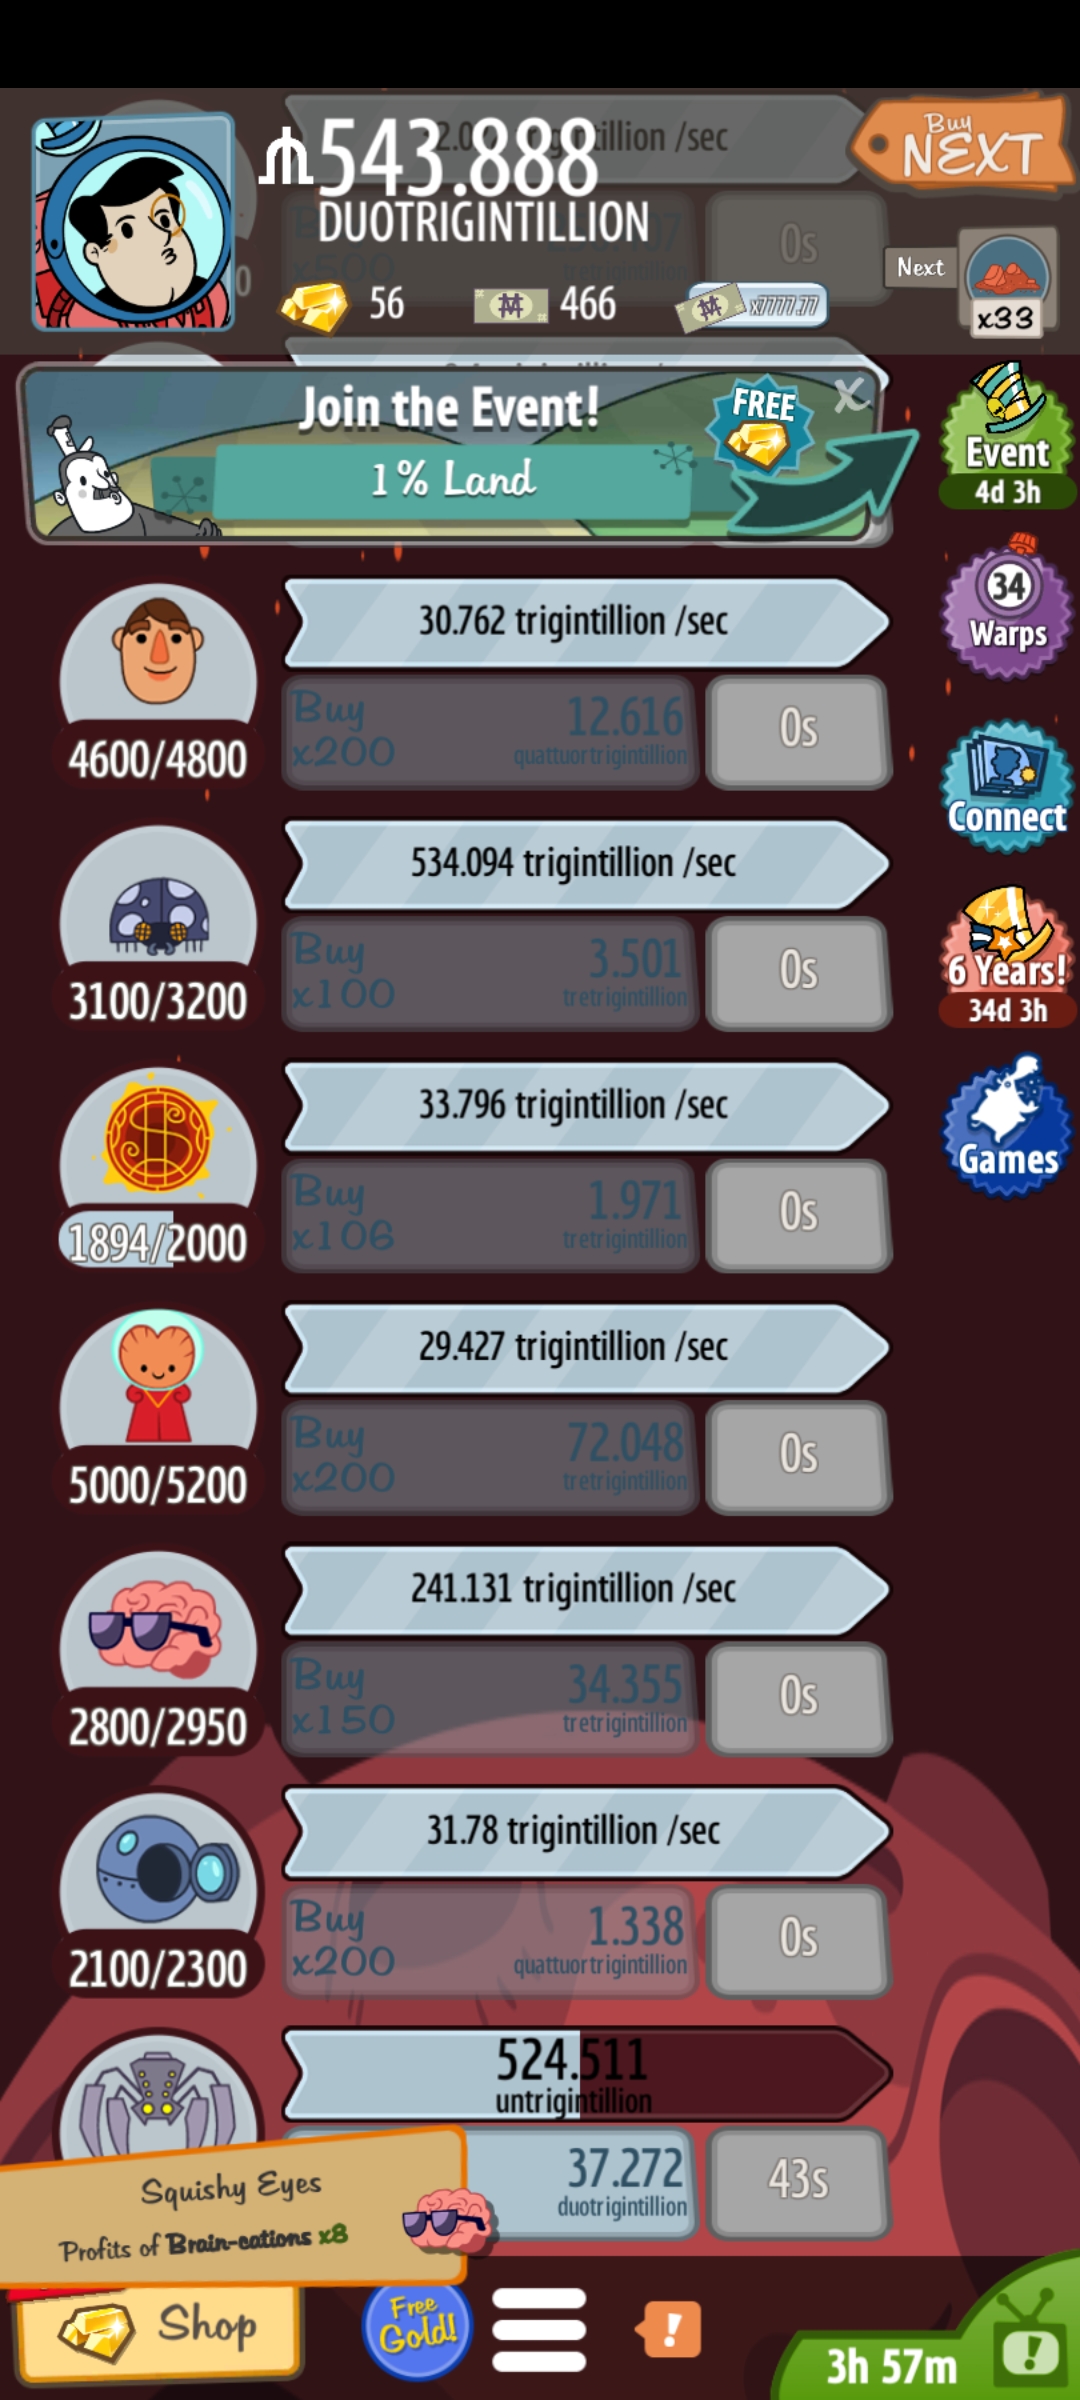 543.888
DUOTRIGINTILLION
Buy
NEXT
56
466
x7777.77
0s
Next
x33
Join the Event!
FREE
1% Land
X
Event
4d 3h
30.762 trigintillion /sec
Buy
x200
12.616
quattuortrigintillion
0s
4600/4800
34
Warps
534.094 trigintillion /sec
Buy
x100
3.501
tretrigintillion
0s
3100/3200
Connect
6 Years!
34d 3h
33.796 trigintillion /sec
Buy
x106
1.971
tretrigintillion
0s
1894/2000
Games
29.427 trigintillion /sec
Buy
x200
72.048
tretrigintillion
0s
5000/5200
241.131 trigintillion /sec
Buy
x150
34.355
tretrigintillion
0s
2800/2950
31.78 trigintillion /sec
Buy
x200
1.338
quattuortrigintillion
0s
2100/2300
524.511
untrigintillion
37.272
duotrigintillion
43s
Squishy Eyes
Profits of Brain-cations x8
Shop
Free
Gold!
!
3h 57m
!